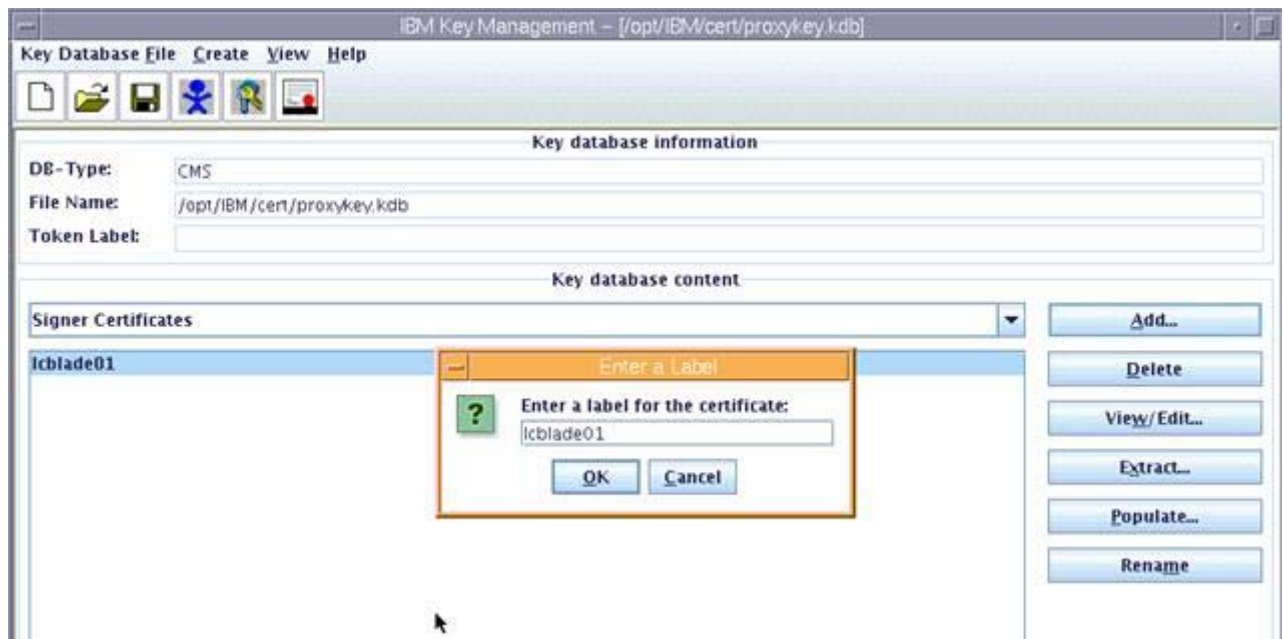 IBM Key Management – [/opt/IBM/cert/proxykey.kdb]
Key Database File Create View Help
Key database information
DB-Type: CMS
File Name: /opt/IBM/cert/proxykey.kdb
Token Label:
Key database content
Signer Certificates
Add...
lcblade01
Enter a Label
Delete
? Enter a label for the certificate:
lcblade01
View/Edit...
OK Cancel
Extract...
Populate...
Rename